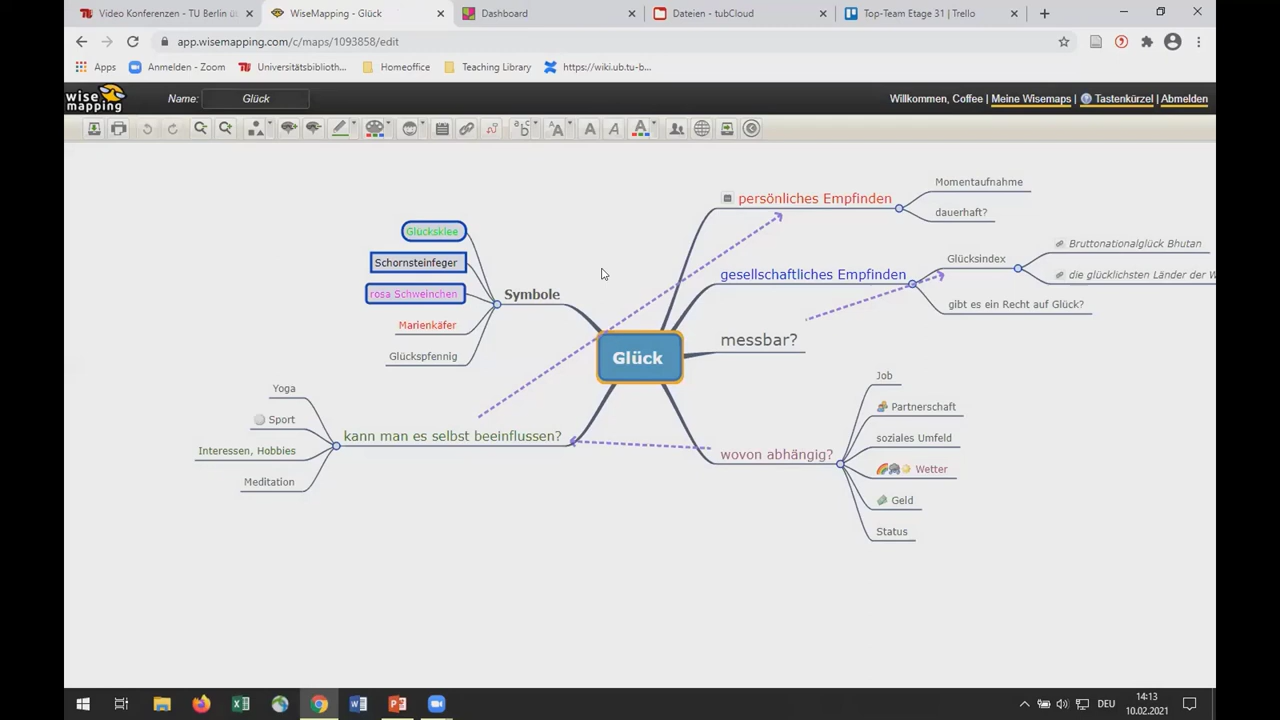 Video Konferenzen - TU Berlin üb
WiseMapping - Glück
Dashboard
Dateien - tubCloud
Top-Team Etage 31 | Trello
app.wisemapping.com/c/maps/1093858/edit
Apps
Anmelden - Zoom
Universitätsbiblioth...
Homeoffice
Teaching Library
https://wiki.ub.tu-b...
wise mapping
Name:
Glück
Willkommen, Coffee | Meine Wisemaps | Tastenkürzel | Abmelden
persönliches Empfinden
Momentaufnahme
dauerhaft?
gesellschaftliches Empfinden
Glücksindex
Bruttonationalglück Bhutan
die glücklichsten Länder der W
gibt es ein Recht auf Glück?
messbar?
wovon abhängig?
Job
Partnerschaft
soziales Umfeld
Wetter
Geld
Status
Glück
Symbole
Glücksklee
Schornsteinfeger
rosa Schweinchen
Marienkäfer
Glückspfennig
kann man es selbst beeinflussen?
Yoga
Sport
Interessen, Hobbies
Meditation
DEU
14:13
10.02.2021